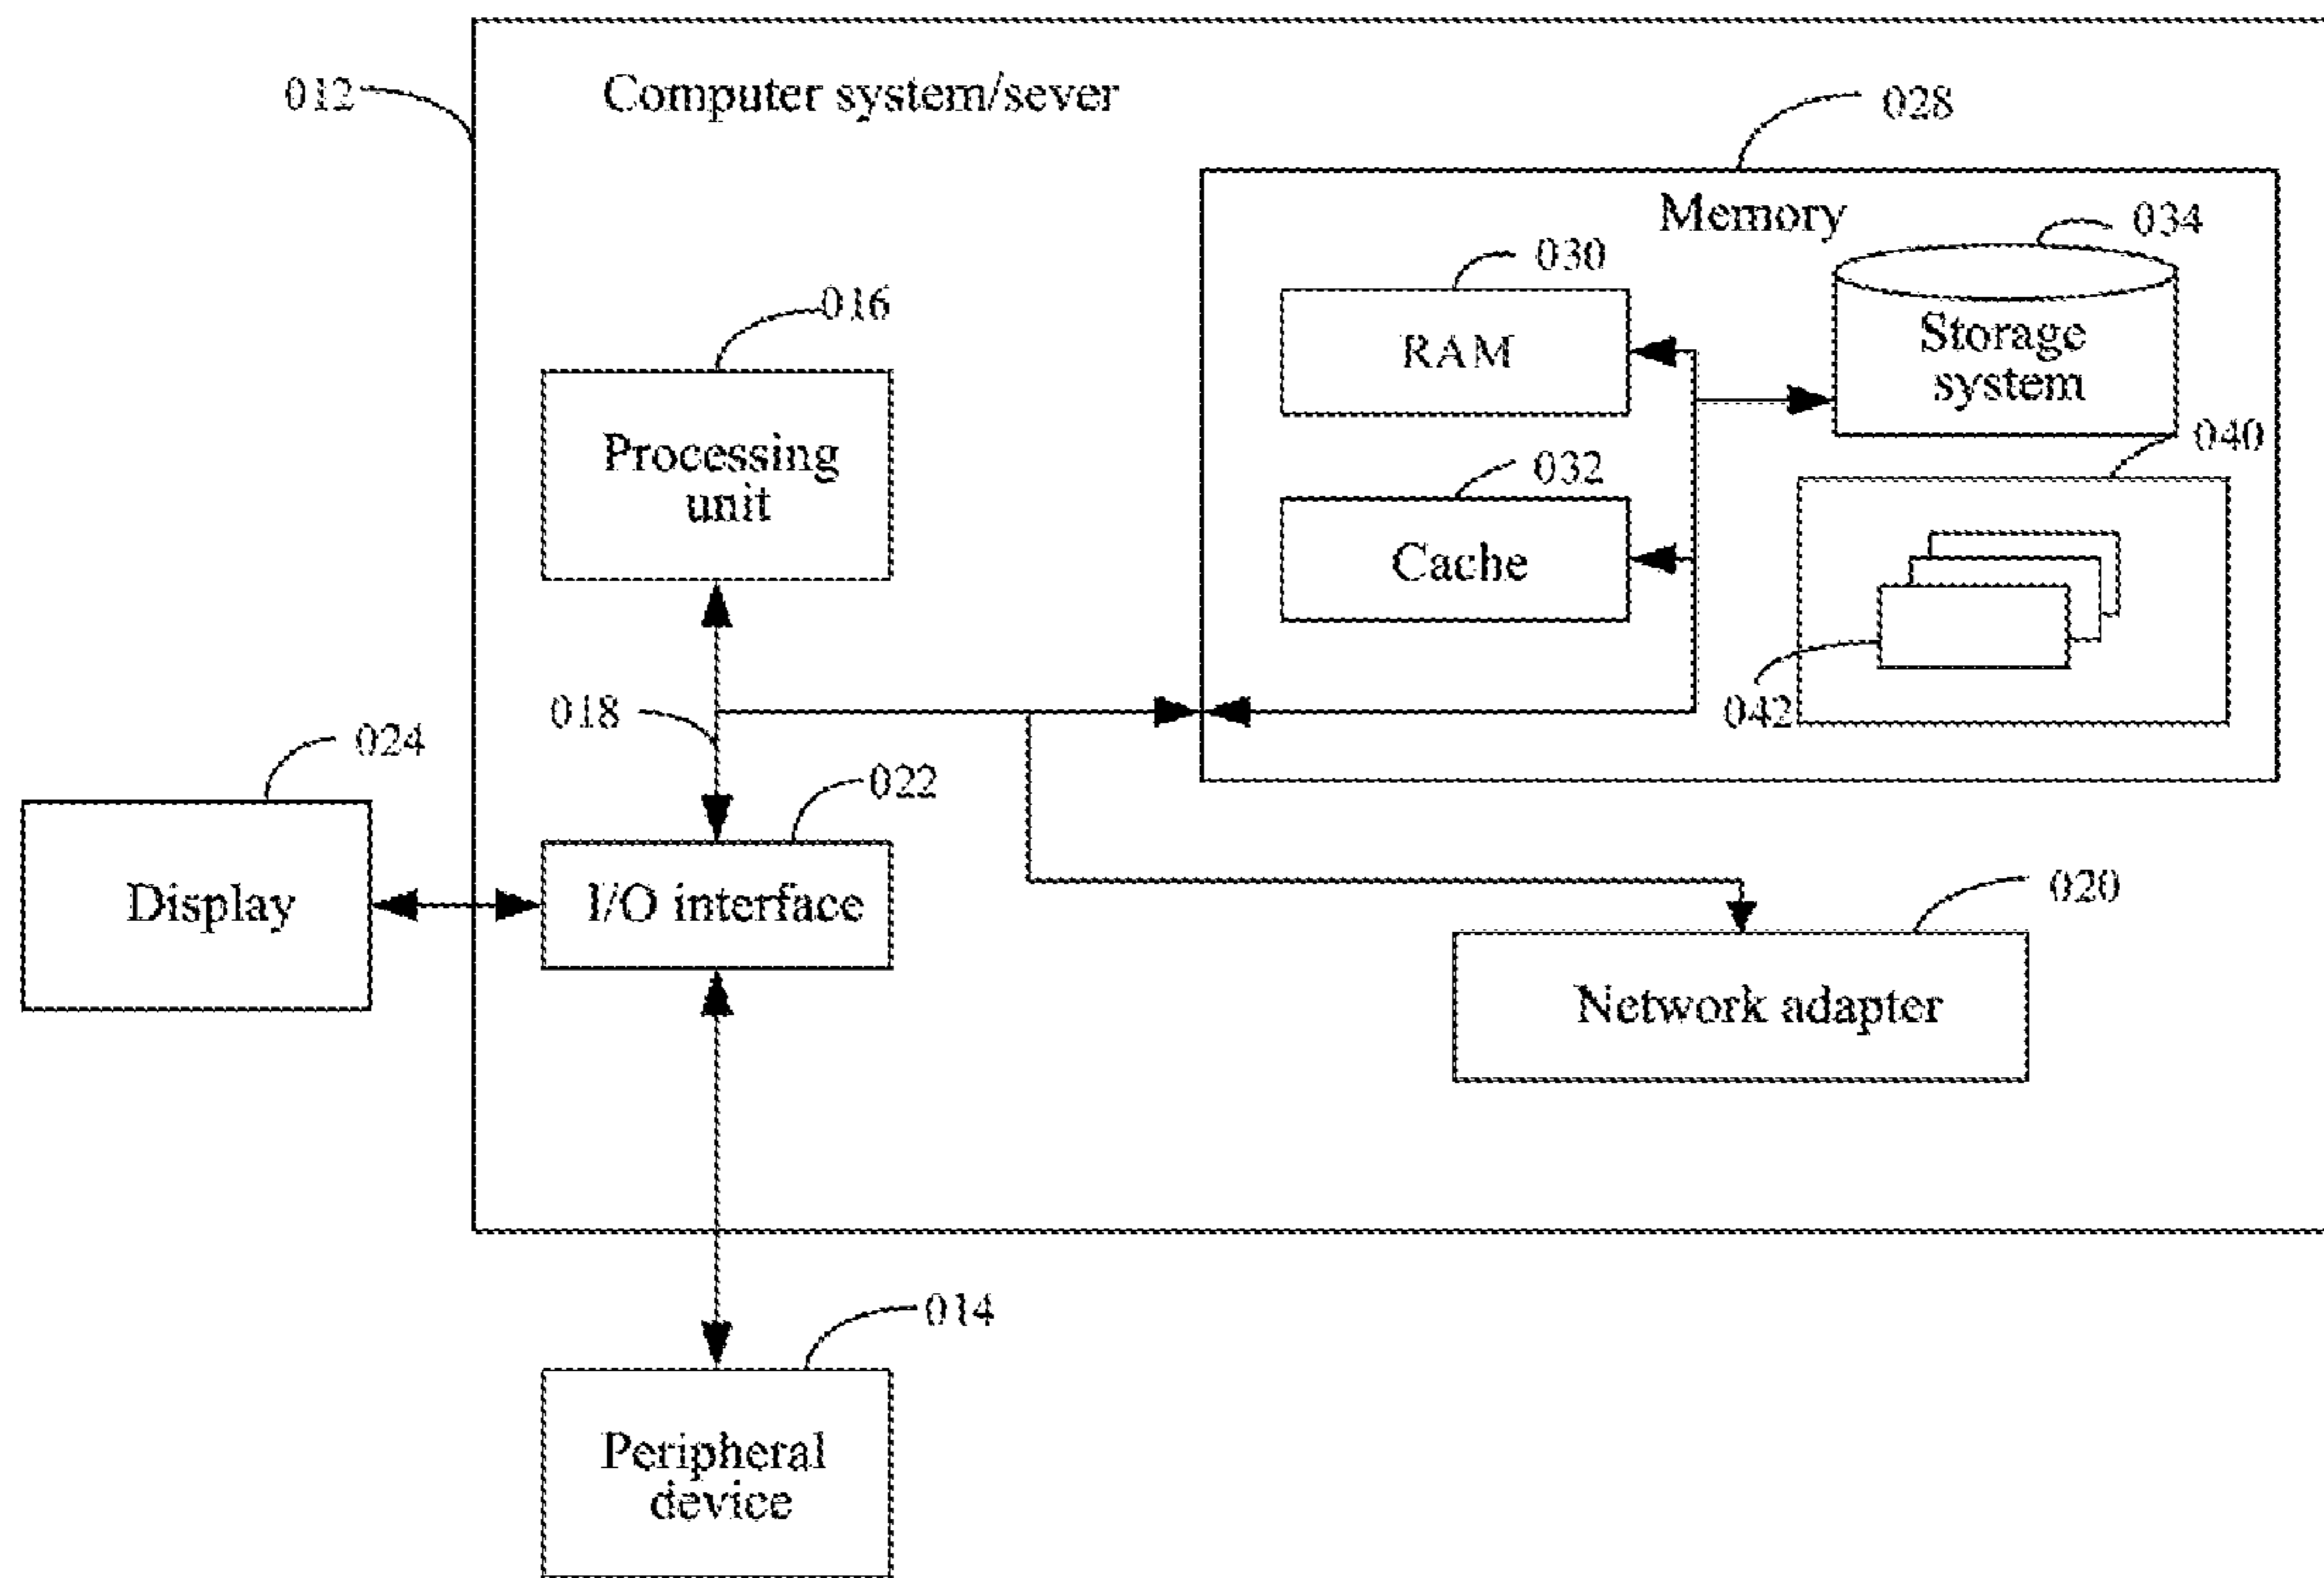 012
Computer system/sever
028
Memory
034
030
016
RAM
Storage
system
040
Processing
unit
032
Cache
018
042
024
022
Display
I/O interface
020
Network adapter
014
Peripheral
device